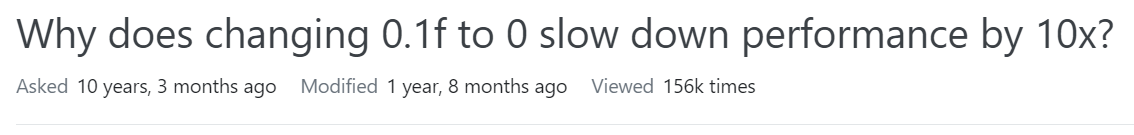 Why does changing 0.1f to 0 slow down performance by 10x?
Asked 10 years, 3 months ago Modified 1 year, 8 months ago Viewed 156k times